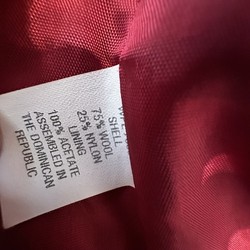 SHELL
75% WOOL
25% NYLON
LINING
100% ACETATE
ASSEMBLED IN
THE DOMINICAN
REPUBLIC